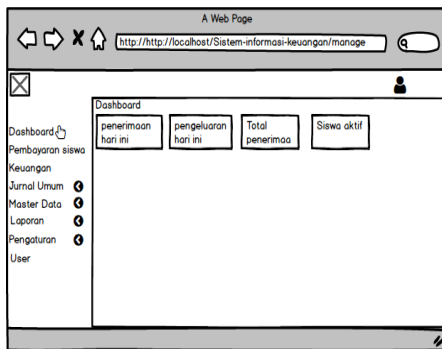 A Web Page
http://http://localhost/Sistem-informasi-keuangan/manage
Dashboard
Pembayaran siswa
Keuangan
Jurnal Umum
Master Data
Laporan
Pengaturan
User
Dashboard
penerimaan
hari ini
pengeluaran
hari ini
Total
penerimaa
Siswa aktif